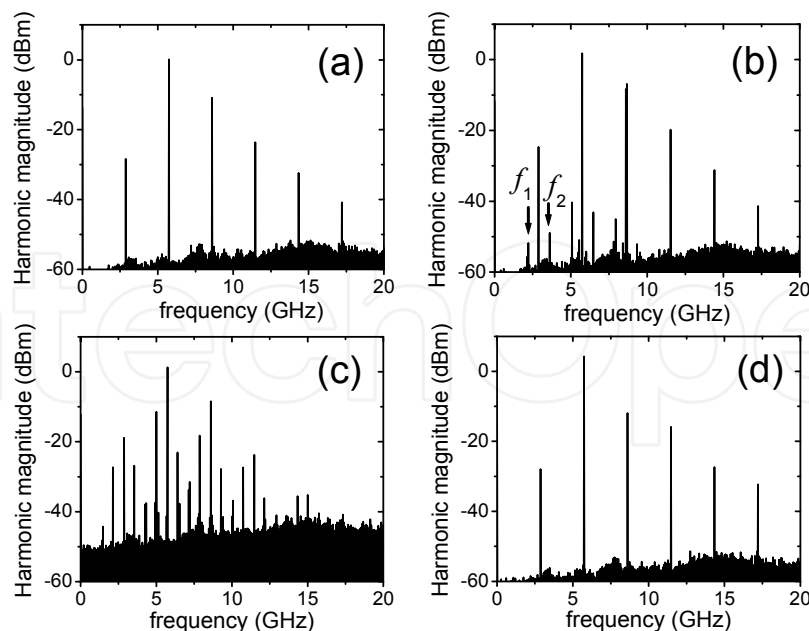 (a)
Harmonic magnitude (dBm)
0
-20
-40
-60
0 5 10 15 20
frequency (GHz)
(b)
Harmonic magnitude (dBm)
0
-20
-40
-60
f1
f2
0 5 10 15 20
frequency (GHz)
(c)
Harmonic magnitude (dBm)
0
-20
-40
-60
0 5 10 15 20
frequency (GHz)
(d)
Harmonic magnitude (dBm)
0
-20
-40
-60
0 5 10 15 20
frequency (GHz)
ntechOpe